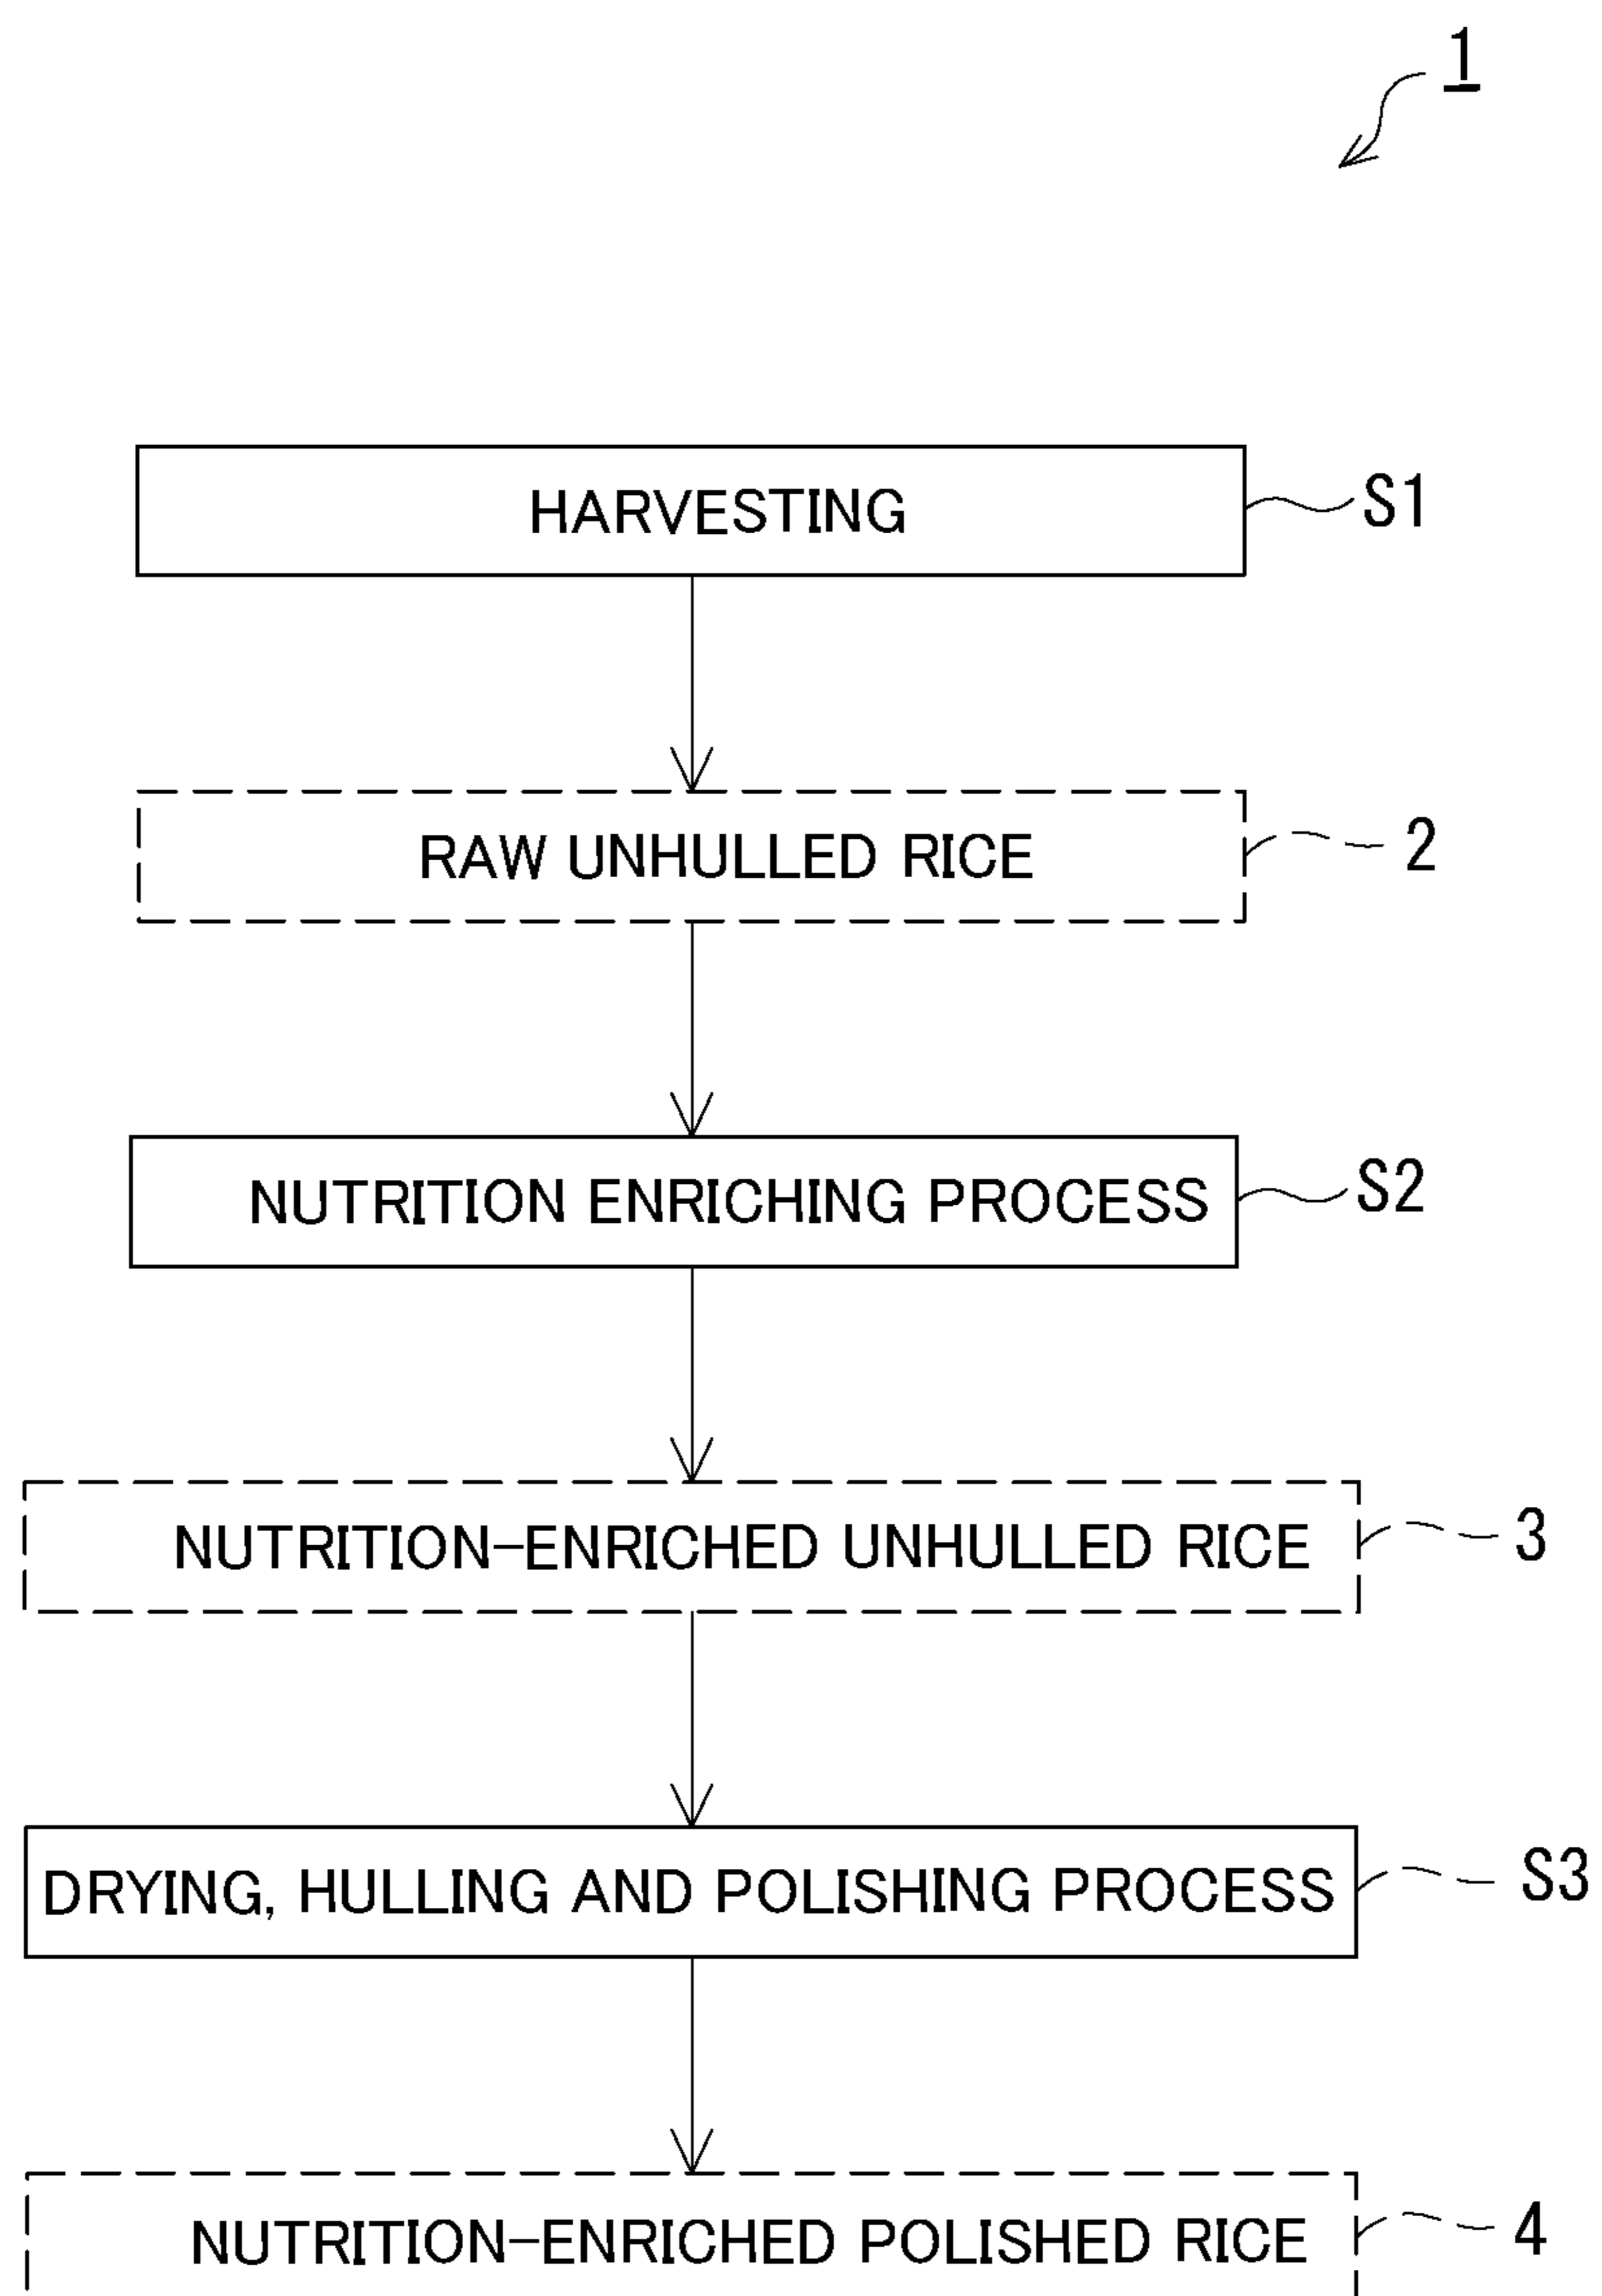 1
HARVESTING S1
RAW UNHULLED RICE 2
NUTRITION ENRICHING PROCESS S2
NUTRITION-ENRICHED UNHULLED RICE 3
DRYING, HULLING AND POLISHING PROCESS S3
NUTRITION-ENRICHED POLISHED RICE 4